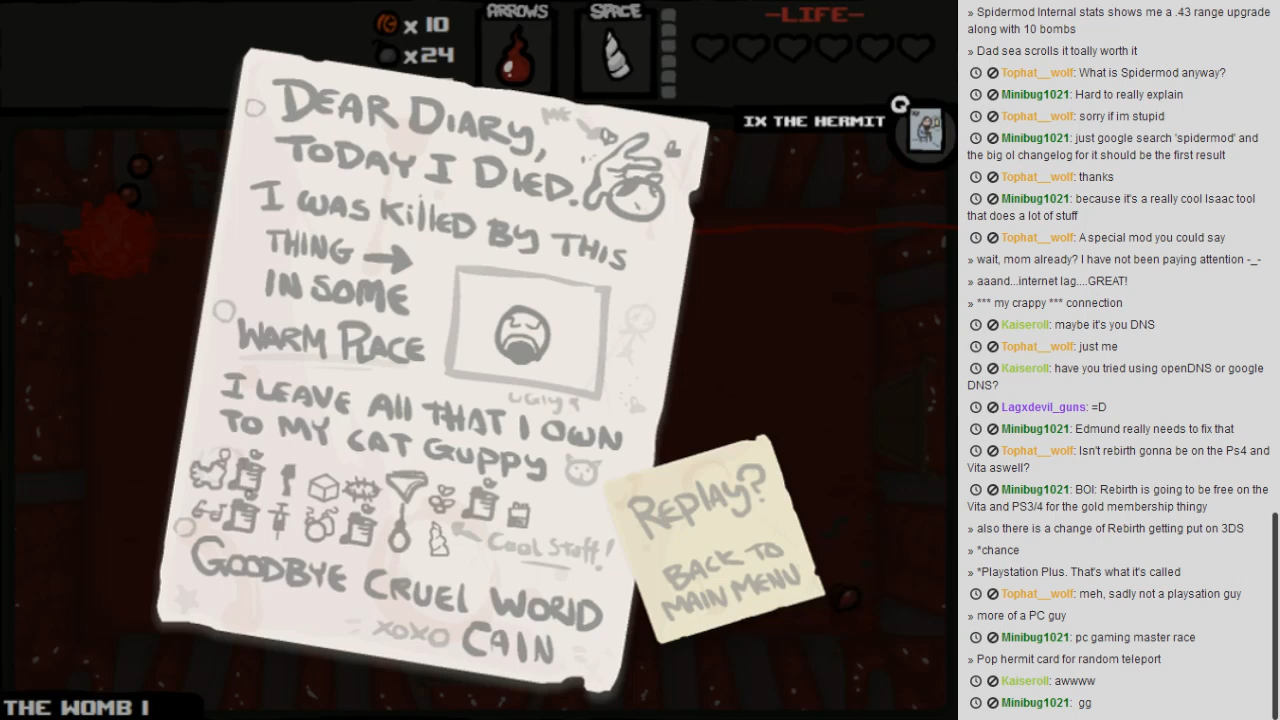 x 10
x24
ARROWS
SPACE
-LIFE-
Q
IX THE HERMIT
DEAR DIARY,
ME
TODAY I DIED.
I WAS KILLED BY THIS
THING →
IN SOME
WARM PLACE
UGLY
I LEAVE ALL THAT I OWN
TO MY CAT GUPPY
COOL STUFF!
GOODBYE CRUEL WORLD
XOXO CAIN
REPLAY?
BACK TO
MAIN MENU
THE WOMB I
» Spidermod Internal stats shows me a .43 range upgrade
along with 10 bombs
» Dad sea scrolls it toally worth it
Tophat__wolf: What is Spidermod anyway?
Minibug1021: Hard to really explain
Tophat__wolf: sorry if im stupid
Minibug1021: just google search 'spidermod' and
the big ol changelog for it should be the first result
Tophat__wolf: thanks
Minibug1021: because it's a really cool Isaac tool
that does a lot of stuff
Tophat__wolf: A special mod you could say
» wait, mom already? I have not been paying attention -_-
» aaand...internet lag....GREAT!
» *** my crappy *** connection
Kaiseroll: maybe it's you DNS
Tophat__wolf: just me
Kaiseroll: have you tried using openDNS or google
DNS?
Lagxdevil_guns: =D
Minibug1021: Edmund really needs to fix that
Tophat__wolf: Isn't rebirth gonna be on the Ps4 and
Vita aswell?
Minibug1021: BOI: Rebirth is going to be free on the
Vita and PS3/4 for the gold membership thingy
» also there is a change of Rebirth getting put on 3DS
» *chance
» *Playstation Plus. That's what it's called
Tophat__wolf: meh, sadly not a playsation guy
» more of a PC guy
Minibug1021: pc gaming master race
» Pop hermit card for random teleport
Kaiseroll: awwww
Minibug1021: gg